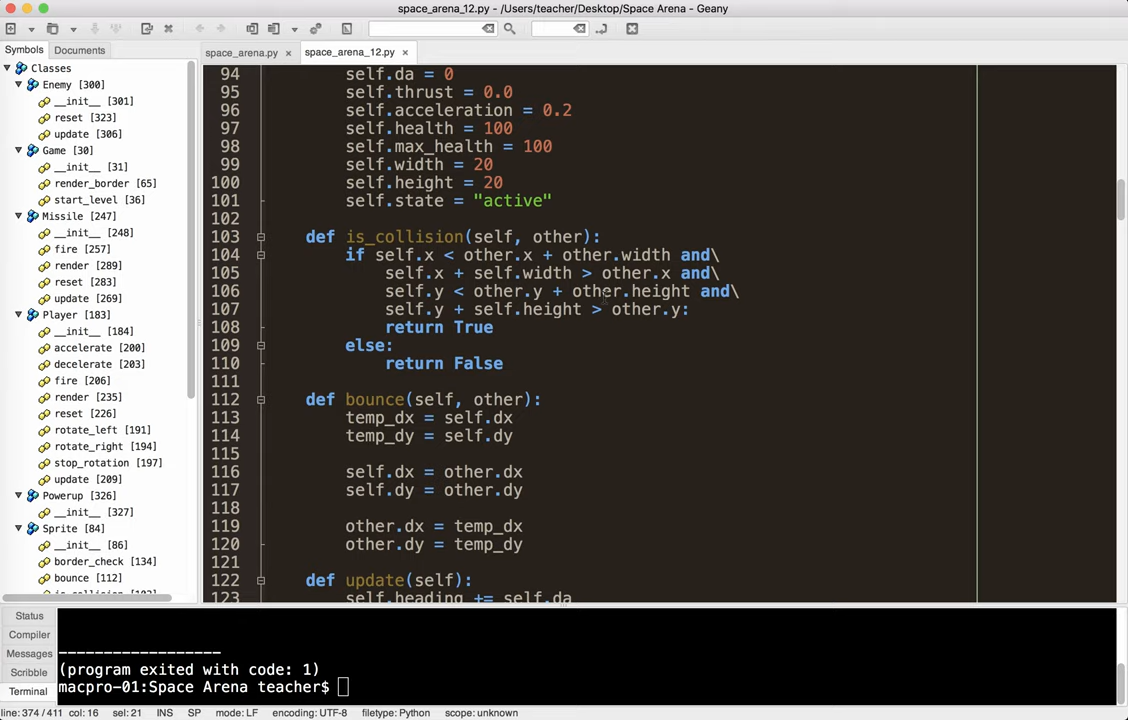 space_arena_12.py - /Users/teacher/Desktop/Space Arena - Geany
Symbols Documents
space_arena.py × space_arena_12.py ×
Classes
Enemy [300]
__init__ [301]
reset [323]
update [306]
Game [30]
__init__ [31]
render_border [65]
start_level [36]
Missile [247]
__init__ [248]
fire [257]
render [289]
reset [283]
update [269]
Player [183]
__init__ [184]
accelerate [200]
decelerate [203]
fire [206]
render [235]
reset [226]
rotate_left [191]
rotate_right [194]
stop_rotation [197]
update [209]
Powerup [326]
__init__ [327]
Sprite [84]
__init__ [86]
border_check [134]
bounce [112]
94 self.da = 0
95 self.thrust = 0.0
96 self.acceleration = 0.2
97 self.health = 100
98 self.max_health = 100
99 self.width = 20
100 self.height = 20
101 self.state = "active"
102
103 def is_collision(self, other):
104 if self.x < other.x + other.width and\
105 self.x + self.width > other.x and\
106 self.y < other.y + other.height and\
107 self.y + self.height > other.y:
108 return True
109 else:
110 return False
111
112 def bounce(self, other):
113 temp_dx = self.dx
114 temp_dy = self.dy
115
116 self.dx = other.dx
117 self.dy = other.dy
118
119 other.dx = temp_dx
120 other.dy = temp_dy
121
122 def update(self):
123 self.heading += self.da
Status
Compiler
Messages
Scribble
Terminal
------------------
(program exited with code: 1)
macpro-01:Space Arena teacher$
line: 374 / 411 col: 16 sel: 21 INS SP mode: LF encoding: UTF-8 filetype: Python scope: unknown